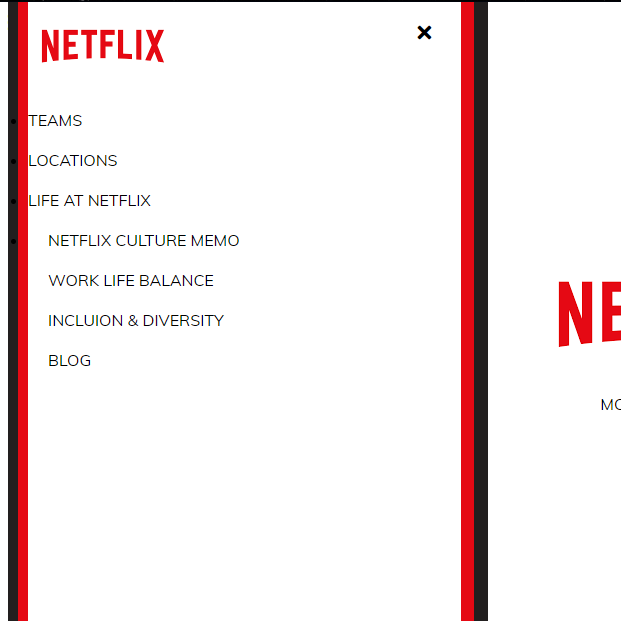 NETFLIX
TEAMS
LOCATIONS
LIFE AT NETFLIX
NETFLIX CULTURE MEMO
WORK LIFE BALANCE
INCLUION & DIVERSITY
BLOG
NE
MO